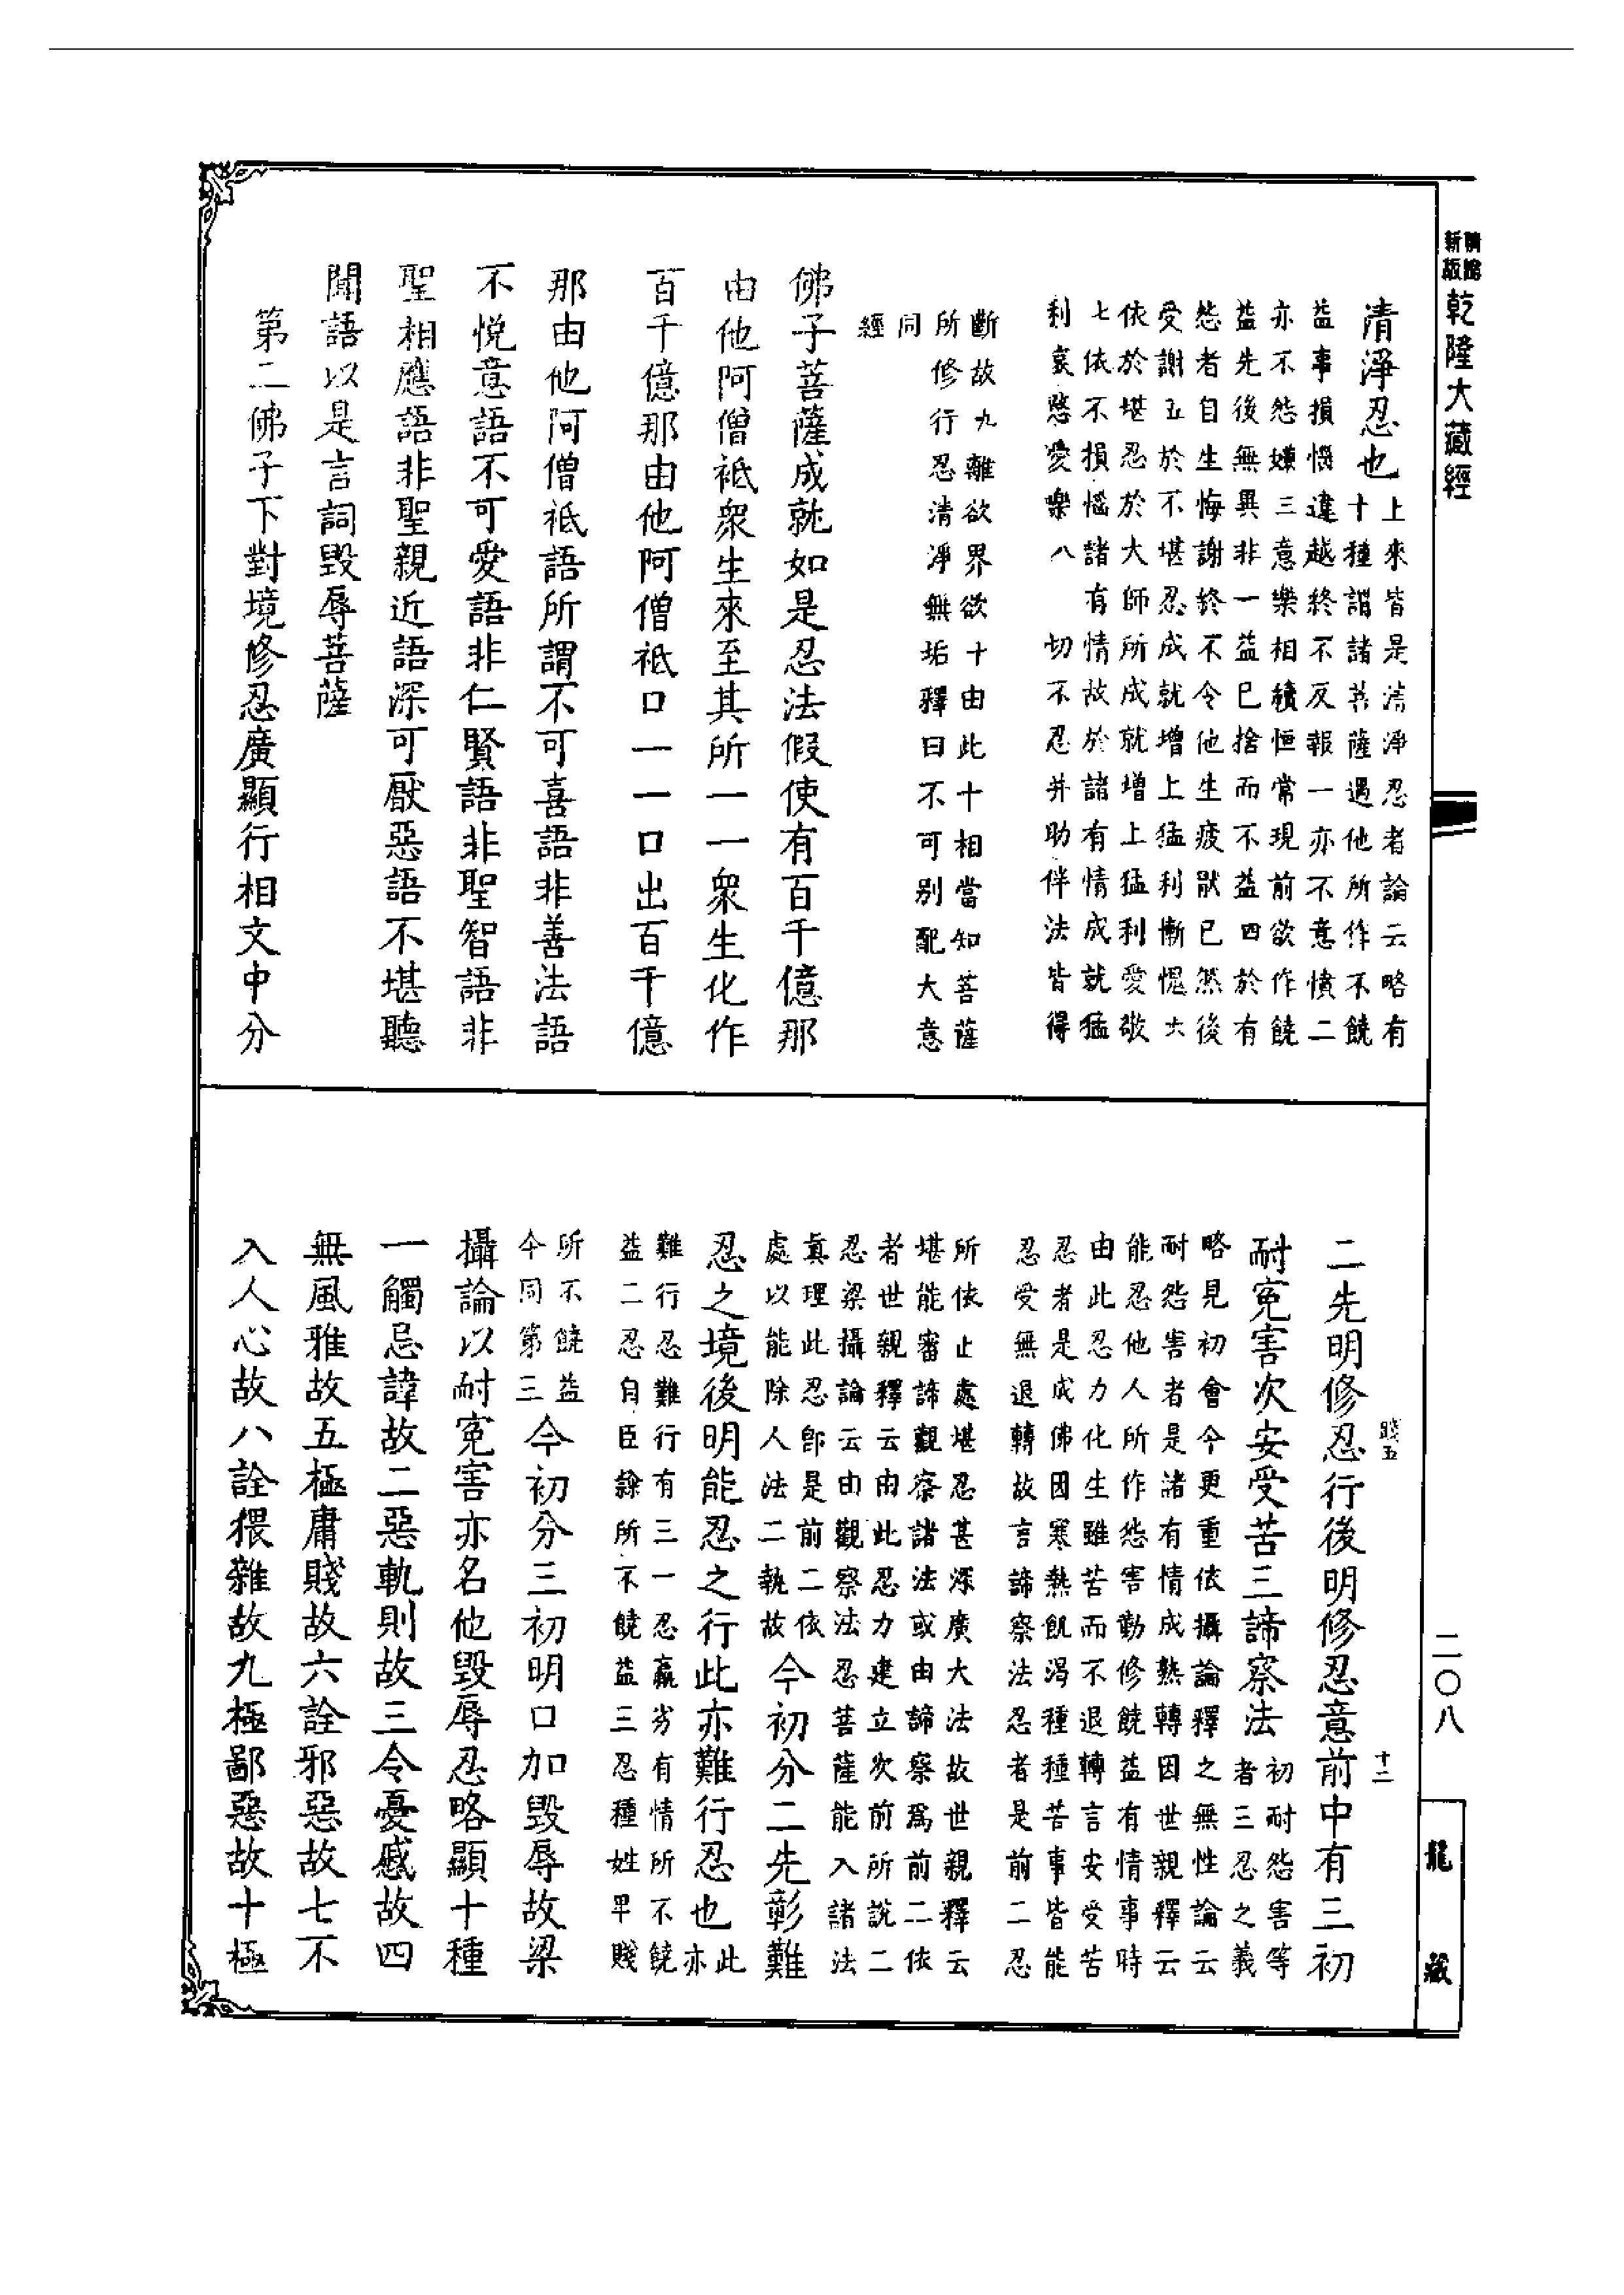 乾隆大藏經
清淨忍也
上來皆是清淨忍者論云略有
十種謂諸菩薩遇他所作不饒
益事損惱違越終不反報一亦不意憤二
亦不怨嫌三意樂相續恒常現前欲作饒
益先後無異非一益已捨而不益四於有
怨者自生悔謝終不令他生疲猒已然後
受謝五於不堪忍成就增上猛利慚愧六
依於堪忍於大師所成就增上猛利愛敬
七依不損惱諸有情故於諸有情成就猛
利哀愍愛樂八切不忍并助伴法皆得
斷故九離欲界欲十由此十相當知菩薩
所修行忍清淨無垢釋曰不可別配大意
同
經
佛子菩薩成就如是忍法假使有百千億那
由他阿僧祇衆生來至其所一一衆生化作
百千億那由他阿僧祇口一一口出百千億
那由他阿僧祇語所謂不可喜語非善法語
不悅意語不可愛語非仁賢語非聖智語非
聖相應語非聖親近語深可厭惡語不堪聽
聞語以是言詞毀辱菩薩
第二佛子下對境修忍廣顯行相文中分
二先明修忍行後明修忍意前中有三初
耐寃害次安受苦三諦察法
初耐怨害等
者三忍之義
略見初會今更重依攝論釋之無性論云
耐怨害者是諸有情成熟轉因世親釋云
能忍他人所作怨害勤修饒益有情事時
由此忍力化生雖苦而不退轉言安受苦
忍者是成佛因寒熱飢渴種種苦事皆能
忍受無退轉故言諦察法忍者是前二忍
所依止處堪忍甚深廣大法故世親釋云
堪能審諦觀察諸法或由諦察爲前二依
者世親釋云由此忍力建立次前所說二
忍梁攝論云由觀察法忍菩薩能入諸法
眞理此忍卽是前二依
處以能除人法二執故
今初分二先彰難
忍之境後明能忍之行此亦難行忍也
此
亦
難行忍難行有三一忍羸劣有情所不饒
益二忍自臣隸所不饒益三忍種姓卑賤
所不饒益
今同第三
今初分三初明口加毀辱故梁
攝論以耐寃害亦名他毀辱忍略顯十種
一觸忌諱故二惡軌則故三令憂慼故四
無風雅故五極庸賤故六詮邪惡故七不
入人心故八詮猥雜故九極鄙惡故十極
十二
二〇八
龍藏